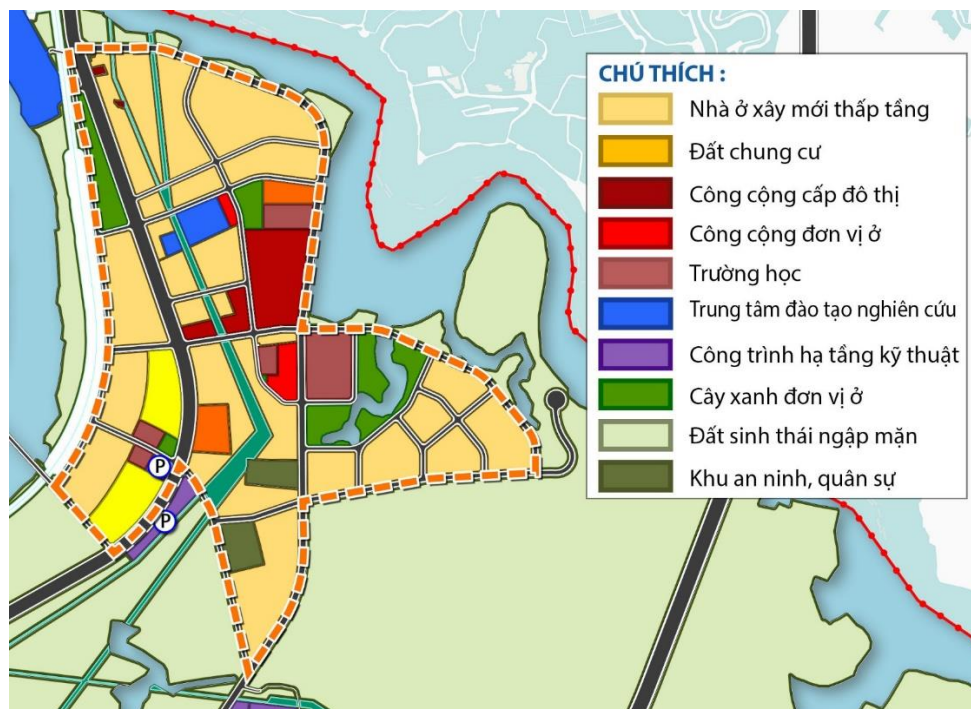 CHÚ THÍCH :
Nhà ở xây mới thấp tầng
Đất chung cư
Công cộng cấp đô thị
Công cộng đơn vị ở
Trường học
Trung tâm đào tạo nghiên cứu
Công trình hạ tầng kỹ thuật
Cây xanh đơn vị ở
Đất sinh thái ngập mặn
Khu an ninh, quân sự
P
P